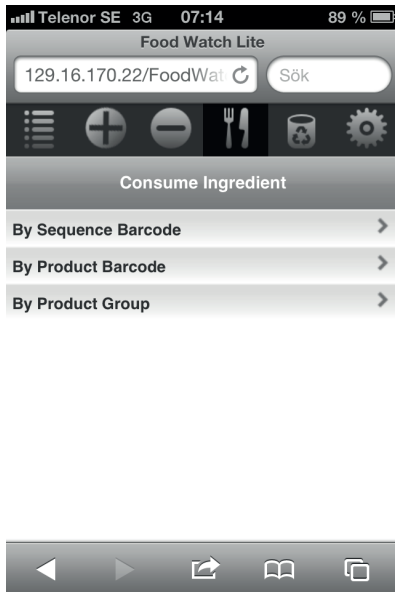 Telenor SE 3G 07:14 89 %
Food Watch Lite
129.16.170.22/FoodWat Sök
Consume Ingredient
By Sequence Barcode
By Product Barcode
By Product Group